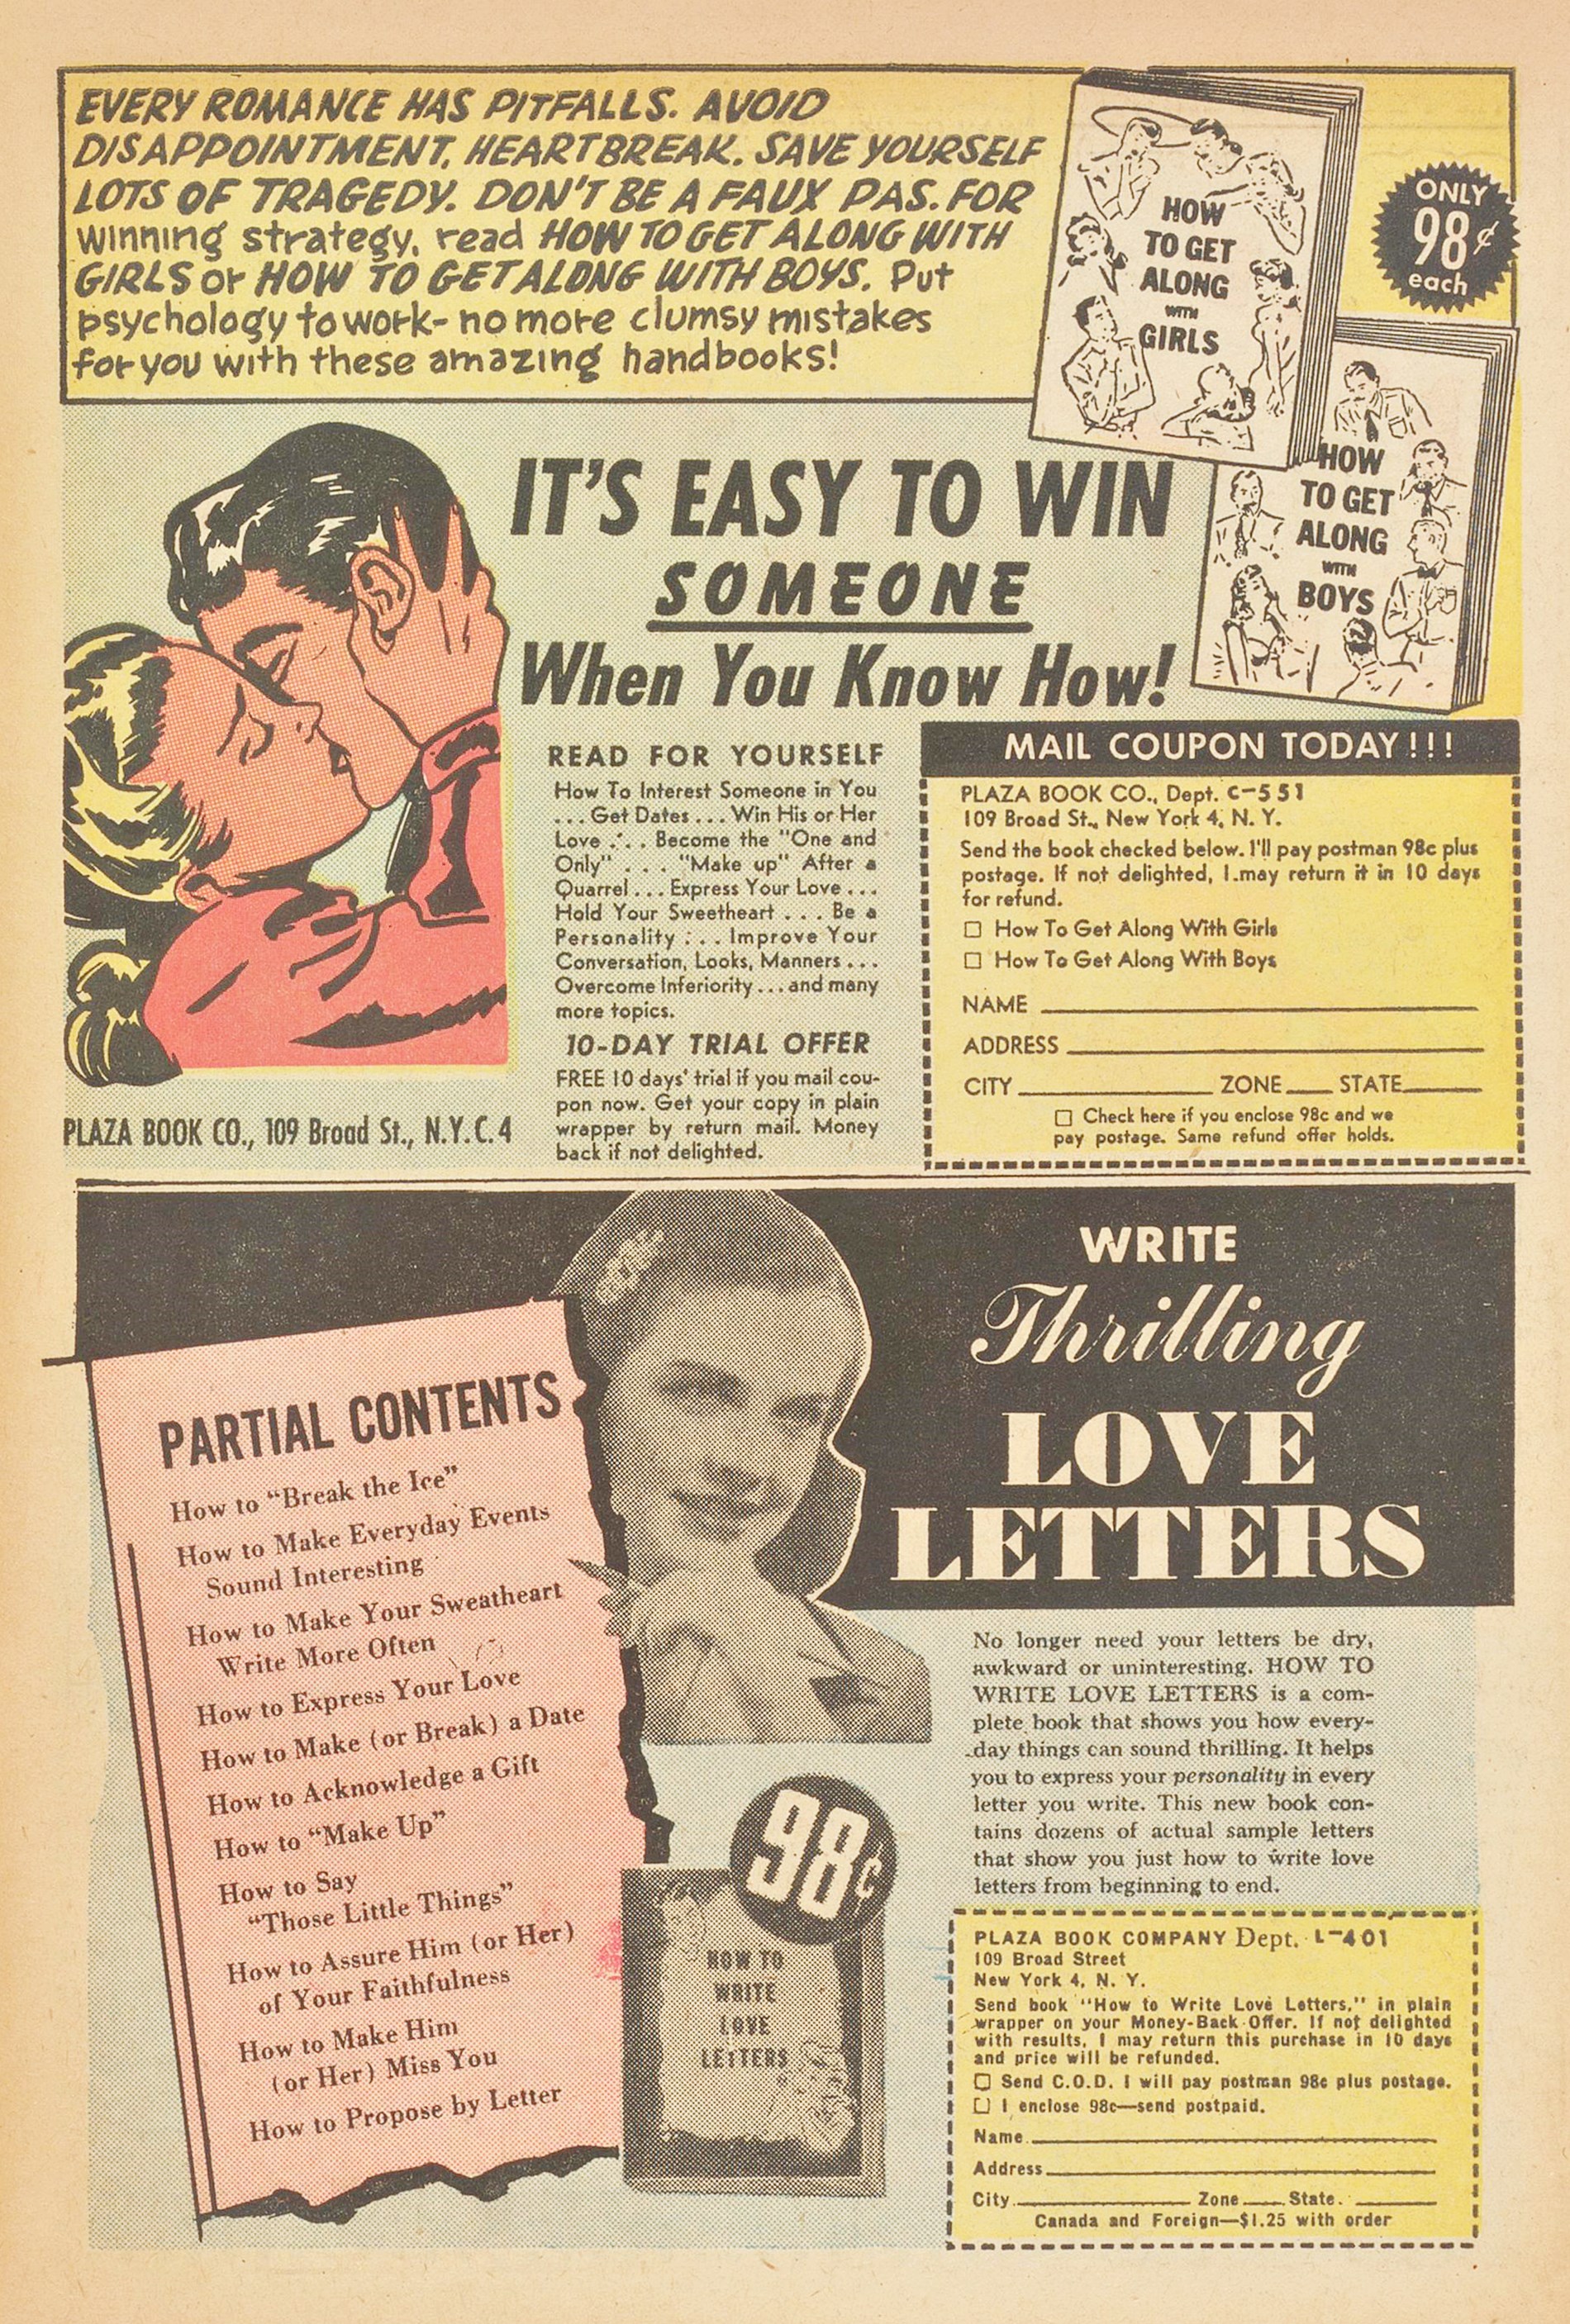 EVERY ROMANCE HAS PITFALLS. AVOID
DISAPPOINTMENT, HEARTBREAK. SAVE YOURSELF
LOTS OF TRAGEDY. DON'T BE A FAUX PAS. FOR
winning strategy, read HOW TO GET ALONG WITH
GIRLS or HOW TO GET ALONG WITH BOYS. Put
psychology to work- no more clumsy mistakes
for you with these amazing handbooks!
HOW
TO GET
ALONG
WITH
GIRLS
ONLY
98¢
each
HOW
TO GET
ALONG
WITH
BOYS
IT'S EASY TO WIN
SOMEONE
When You Know How!
READ FOR YOURSELF
How To Interest Someone in You
... Get Dates ... Win His or Her
Love ... Become the "One and
Only" . . . "Make up" After a
Quarrel ... Express Your Love ...
Hold Your Sweetheart ... Be a
Personality ... Improve Your
Conversation, Looks, Manners ...
Overcome Inferiority ... and many
more topics.
10-DAY TRIAL OFFER
FREE 10 days' trial if you mail cou-
pon now. Get your copy in plain
wrapper by return mail. Money
back if not delighted.
PLAZA BOOK CO., 109 Broad St., N.Y.C. 4
MAIL COUPON TODAY!!!
PLAZA BOOK CO., Dept. C-551
109 Broad St., New York 4, N. Y.
Send the book checked below. I'll pay postman 98c plus
postage. If not delighted, I may return it in 10 days
for refund.
☐ How To Get Along With Girls
☐ How To Get Along With Boys
NAME
ADDRESS
CITY ZONE STATE
☐ Check here if you enclose 98c and we
pay postage. Same refund offer holds.
WRITE
Thrilling
LOVE
LETTERS
PARTIAL CONTENTS
How to "Break the Ice"
How to Make Everyday Events
Sound Interesting
How to Make Your Sweatheart
Write More Often
How to Express Your Love
How to Make (or Break) a Date
How to Acknowledge a Gift
How to "Make Up"
How to Say
"Those Little Things"
How to Assure Him (or Her)
of Your Faithfulness
How to Make Him
(or Her) Miss You
How to Propose by Letter
98¢
HOW TO
WRITE
LOVE
LETTERS
No longer need your letters be dry,
awkward or uninteresting. HOW TO
WRITE LOVE LETTERS is a com-
plete book that shows you how every-
day things can sound thrilling. It helps
you to express your personality in every
letter you write. This new book con-
tains dozens of actual sample letters
that show you just how to write love
letters from beginning to end.
PLAZA BOOK COMPANY Dept. L-401
109 Broad Street
New York 4, N. Y.
Send book "How to Write Love Letters," in plain
wrapper on your Money-Back Offer. If not delighted
with results, I may return this purchase in 10 days
and price will be refunded.
☐ Send C.O.D. I will pay postman 98c plus postage.
☐ I enclose 98c—send postpaid.
Name
Address
City Zone State
Canada and Foreign—$1.25 with order